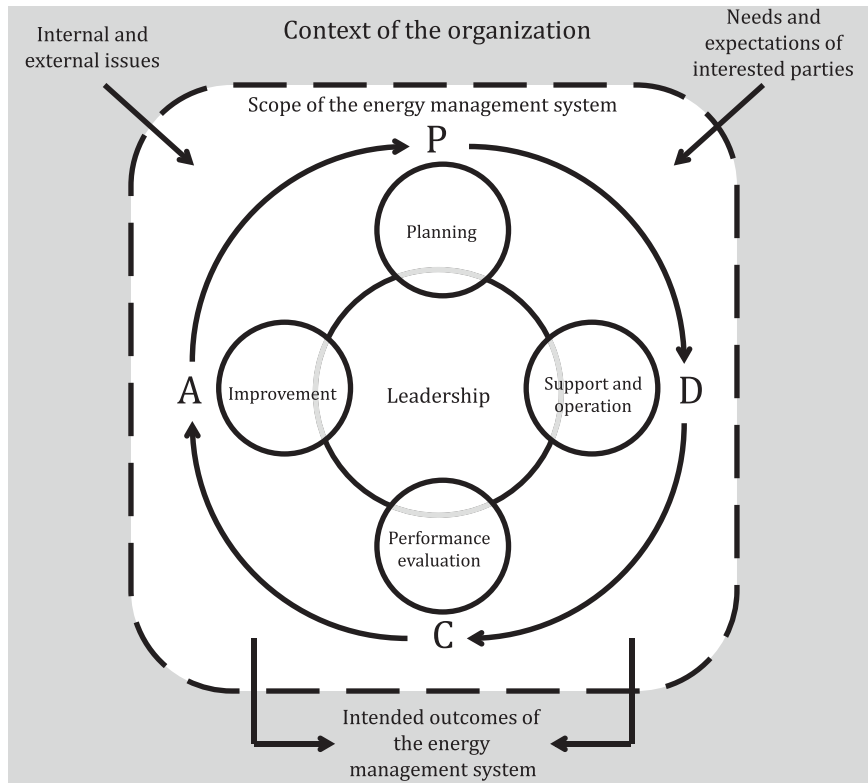 Internal and
external issues
Context of the organization
Needs and
expectations of
interested parties
Scope of the energy management system
P
Planning
A
Improvement
Leadership
Support and
operation
D
Performance
evaluation
C
Intended outcomes of
the energy
management system